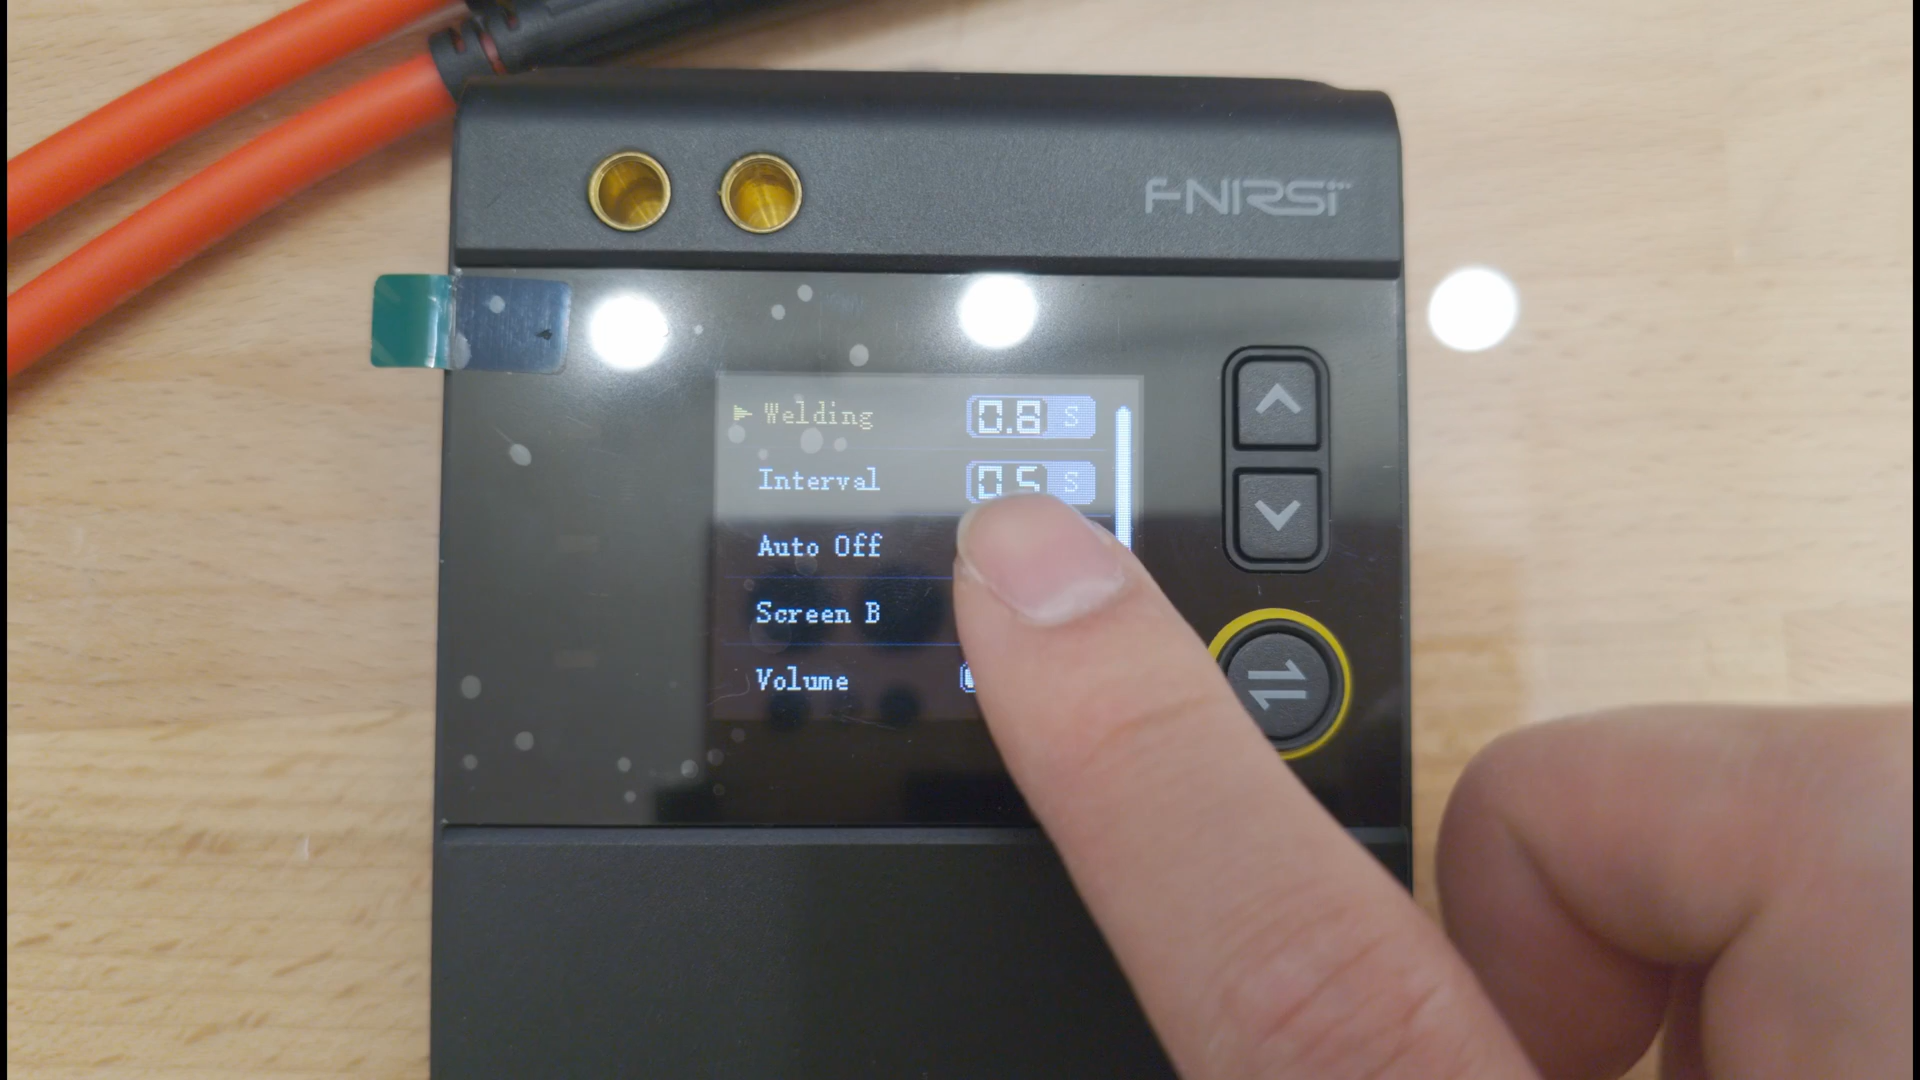 FNIRSI
Welding 0.8 S
Interval 0.5 S
Auto Off
Screen B
Volume